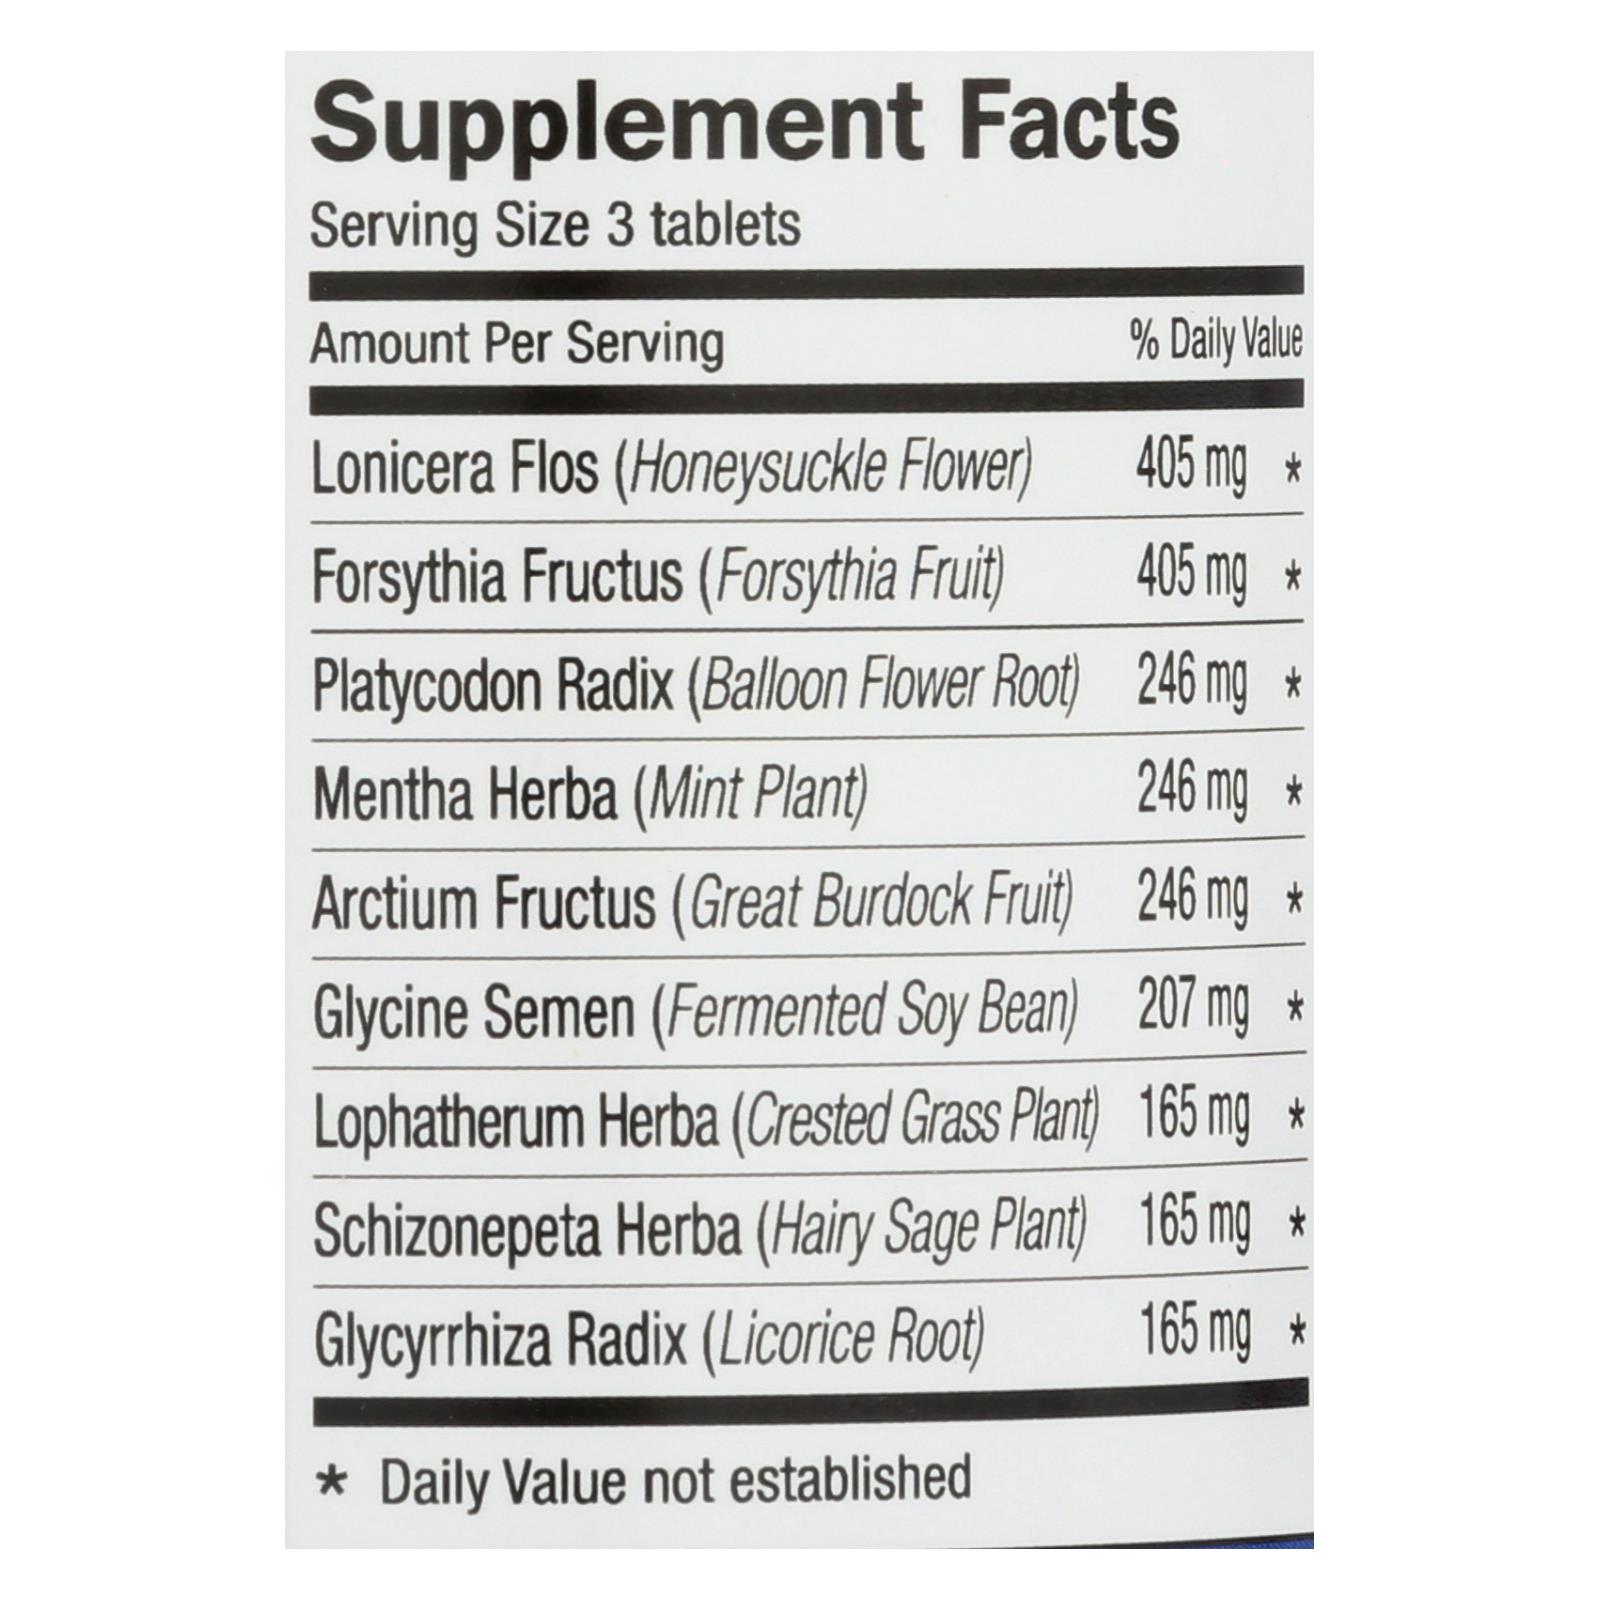 Supplement Facts
Serving Size 3 tablets
Amount Per Serving % Daily Value
Lonicera Flos (Honeysuckle Flower) 405 mg *
Forsythia Fructus (Forsythia Fruit) 405 mg *
Platycodon Radix (Balloon Flower Root) 246 mg *
Mentha Herba (Mint Plant) 246 mg *
Arctium Fructus (Great Burdock Fruit) 246 mg *
Glycine Semen (Fermented Soy Bean) 207 mg *
Lophatherum Herba (Crested Grass Plant) 165 mg *
Schizonepeta Herba (Hairy Sage Plant) 165 mg *
Glycyrrhiza Radix (Licorice Root) 165 mg *
* Daily Value not established